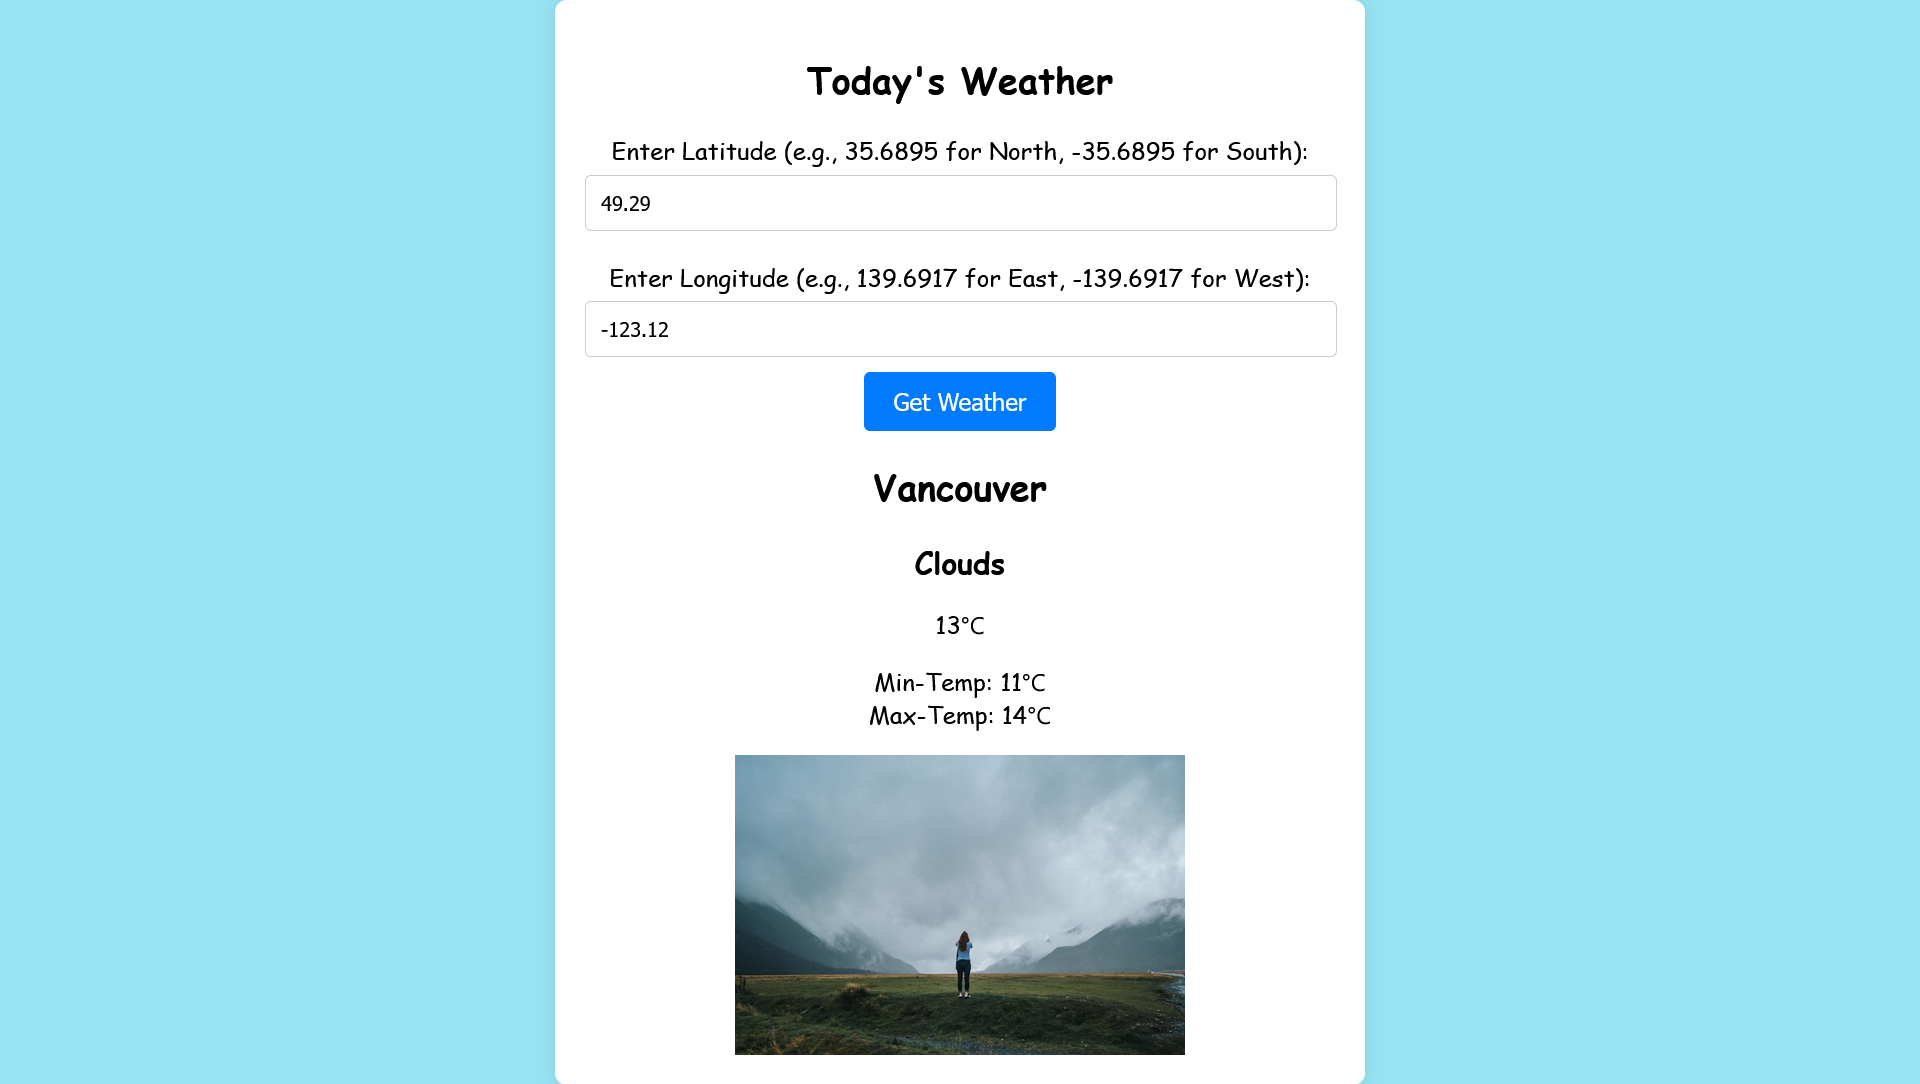 Today's Weather
Enter Latitude (e.g., 35.6895 for North, -35.6895 for South):
49.29
Enter Longitude (e.g., 139.6917 for East, -139.6917 for West):
-123.12
Get Weather
Vancouver
Clouds
13°C
Min-Temp: 11°C
Max-Temp: 14°C